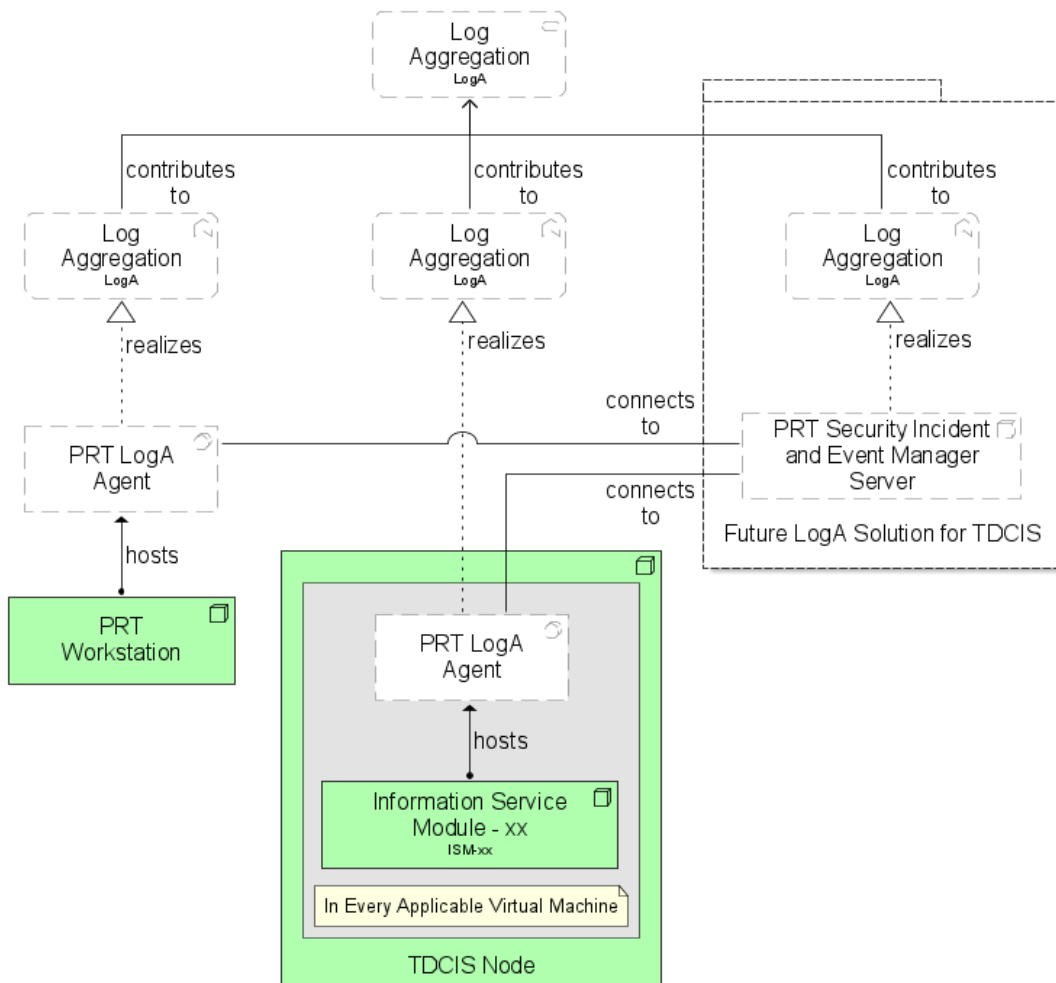 Log
Aggregation
LogA
contributes
to
contributes
to
contributes
to
Log
Aggregation
LogA
Log
Aggregation
LogA
Log
Aggregation
LogA
realizes
realizes
realizes
connects
to
PRT LogA
Agent
PRT Security Incident
and Event Manager
Server
connects
to
Future LogA Solution for TDCIS
hosts
PRT
Workstation
PRT LogA
Agent
hosts
Information Service
Module - xx
ISM-xx
In Every Applicable Virtual Machine
TDCIS Node